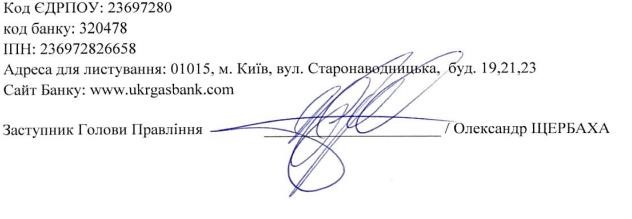 Код ЄДРПОУ: 23697280
код банку: 320478
ІПН: 236972826658
Адреса для листування: 01015, м. Київ, вул. Старонаводницька, буд. 19,21,23
Сайт Банку: www.ukrgasbank.com
Заступник Голови Правління ____________________ / Олександр ЩЕРБАХА